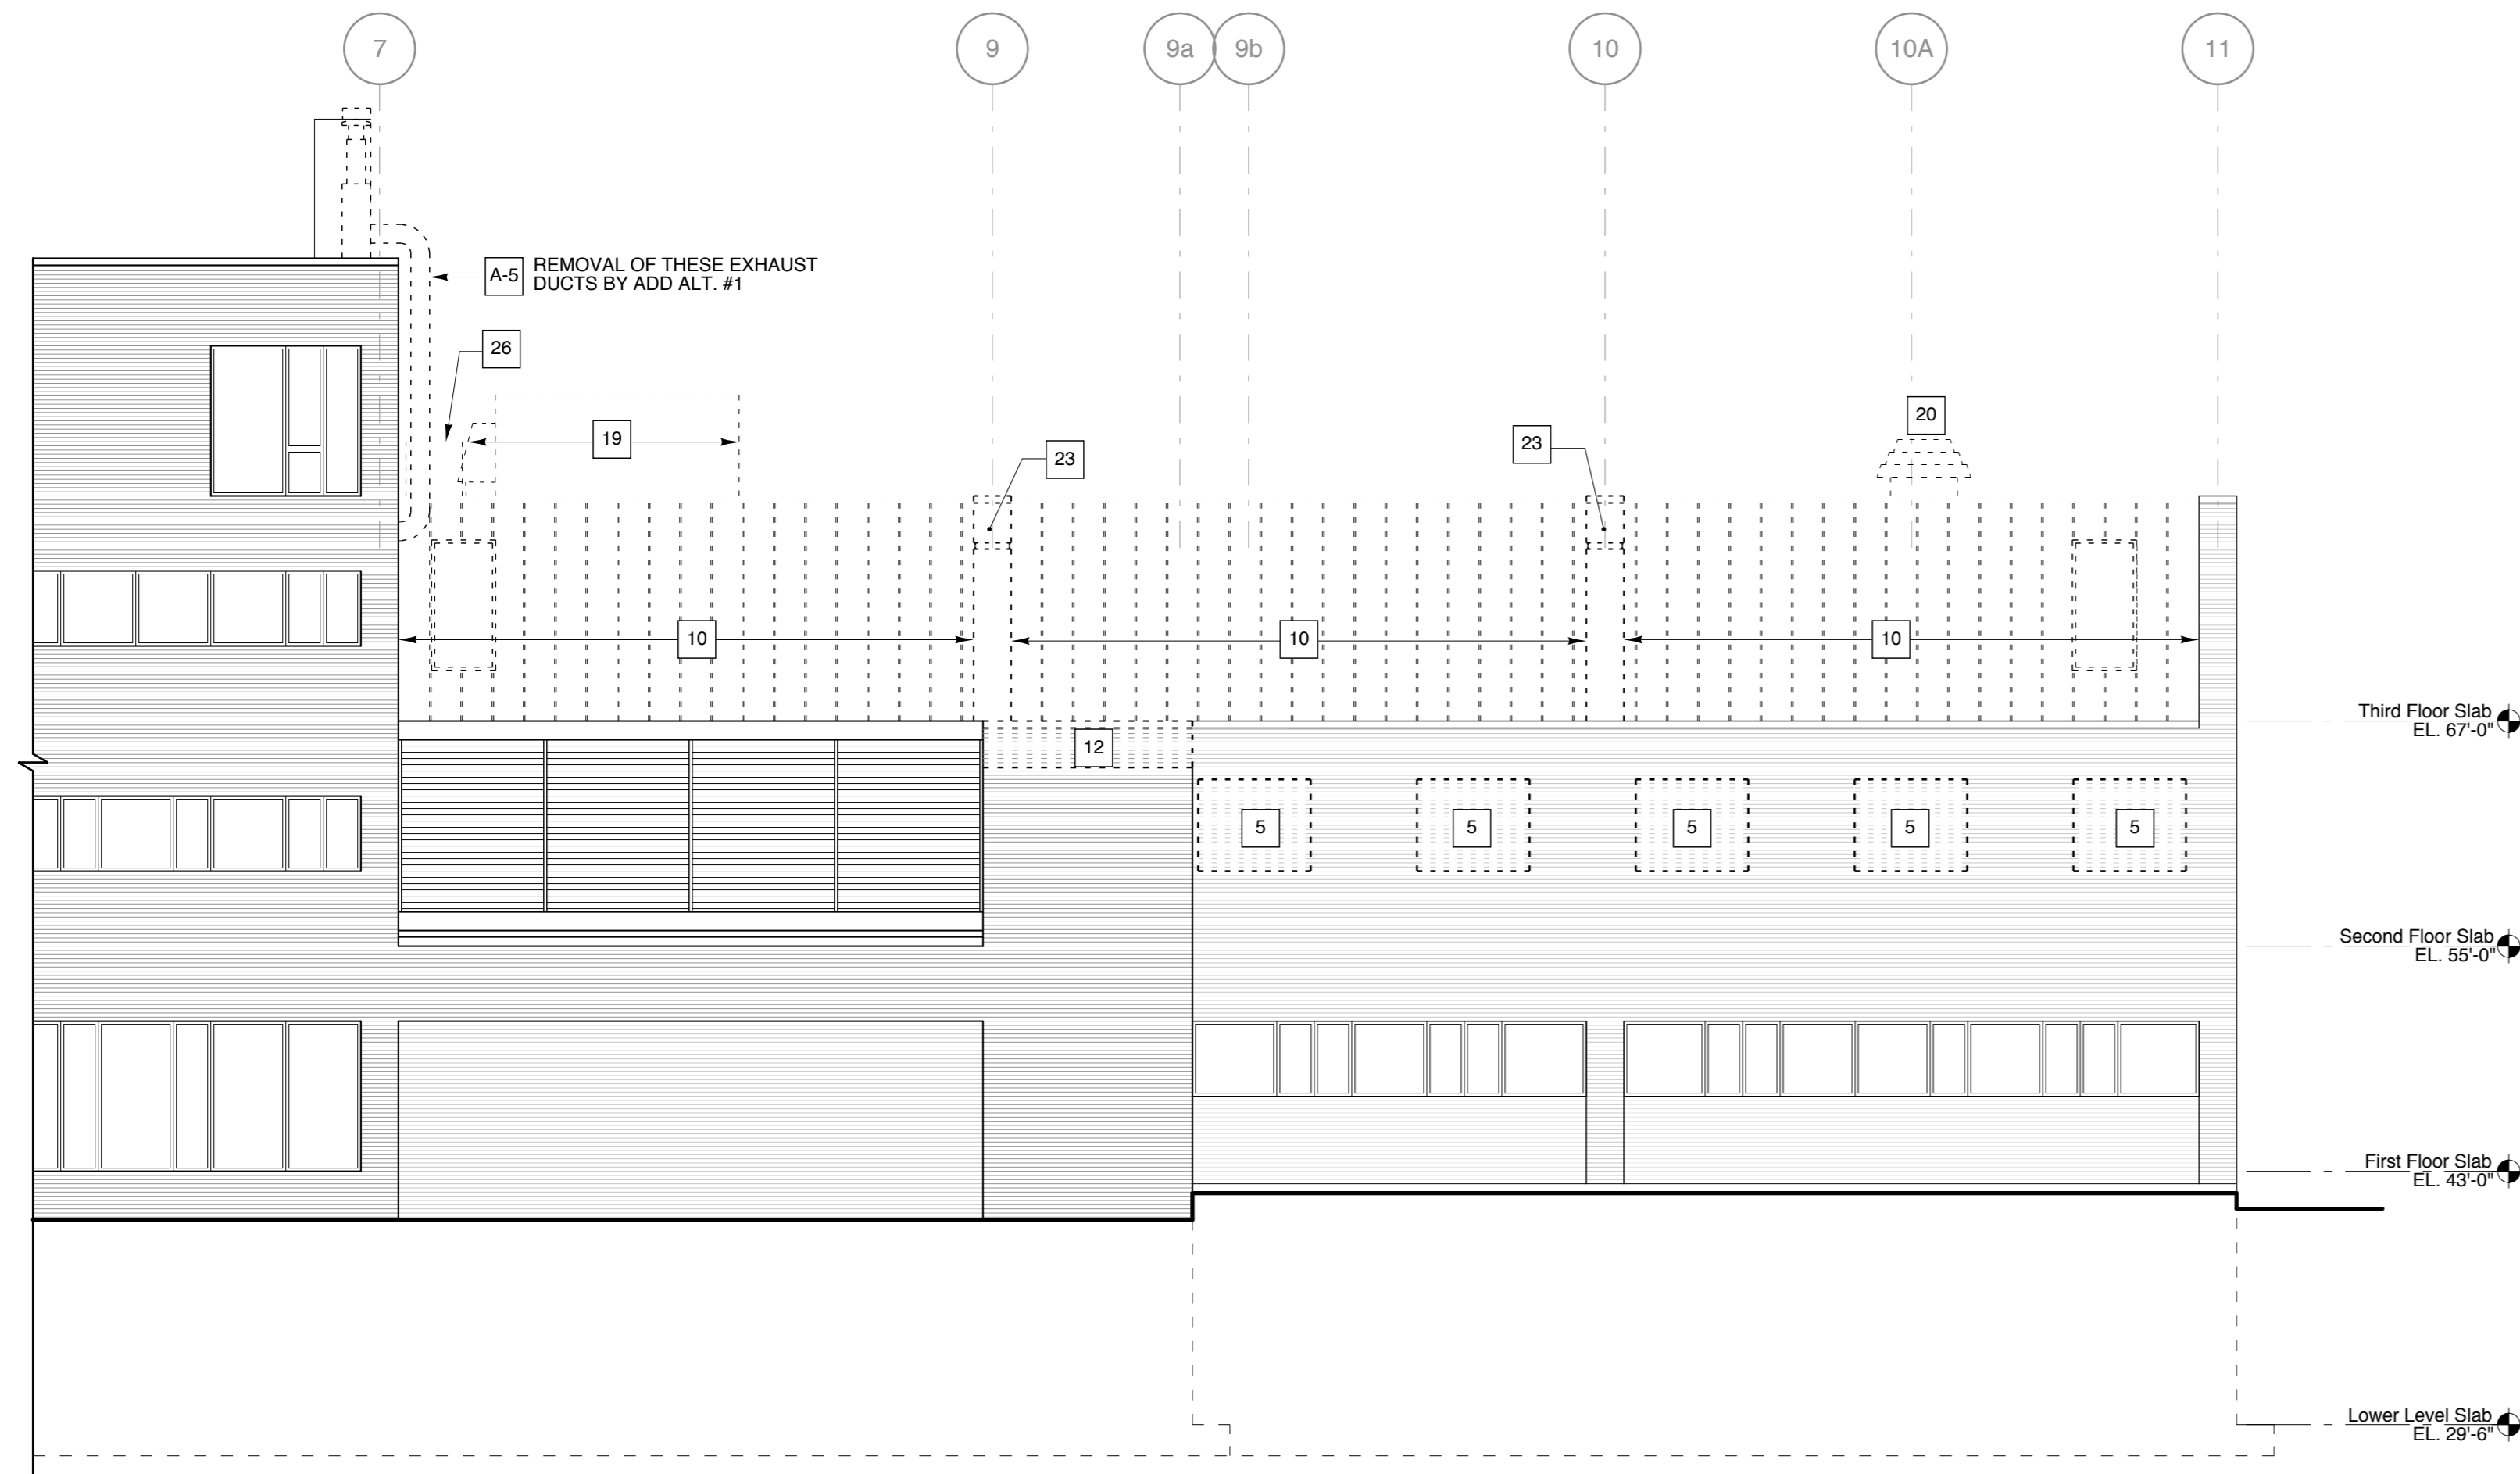 7
9
9a
9b
10
10A
11
A-5
REMOVAL OF THESE EXHAUST
DUCTS BY ADD ALT. #1
26
19
23
23
20
10
10
10
Third Floor Slab
EL. 67'-0"
12
5
5
5
5
5
Second Floor Slab
EL. 55'-0"
First Floor Slab
EL. 43'-0"
Lower Level Slab
EL. 29'-6"